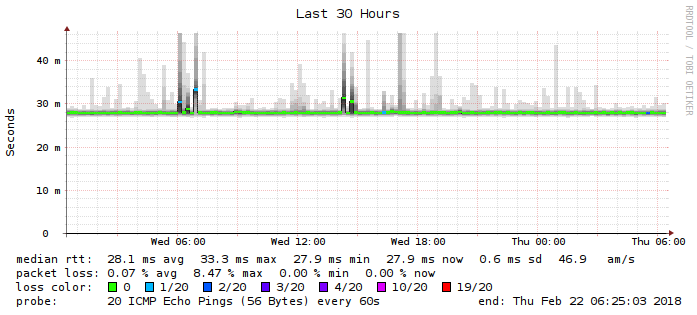 Last 30 Hours
RRDTOOL / TOBI OETIKER
Seconds
40 m
30 m
20 m
10 m
0
Wed 06:00 Wed 12:00 Wed 18:00 Thu 00:00 Thu 06:00
median rtt: 28.1 ms avg 33.3 ms max 27.9 ms min 27.9 ms now 0.6 ms sd 46.9 am/s
packet loss: 0.07 % avg 8.47 % max 0.00 % min 0.00 % now
loss color: 0 1/20 2/20 3/20 4/20 10/20 19/20
probe: 20 ICMP Echo Pings (56 Bytes) every 60s end: Thu Feb 22 06:25:03 2018